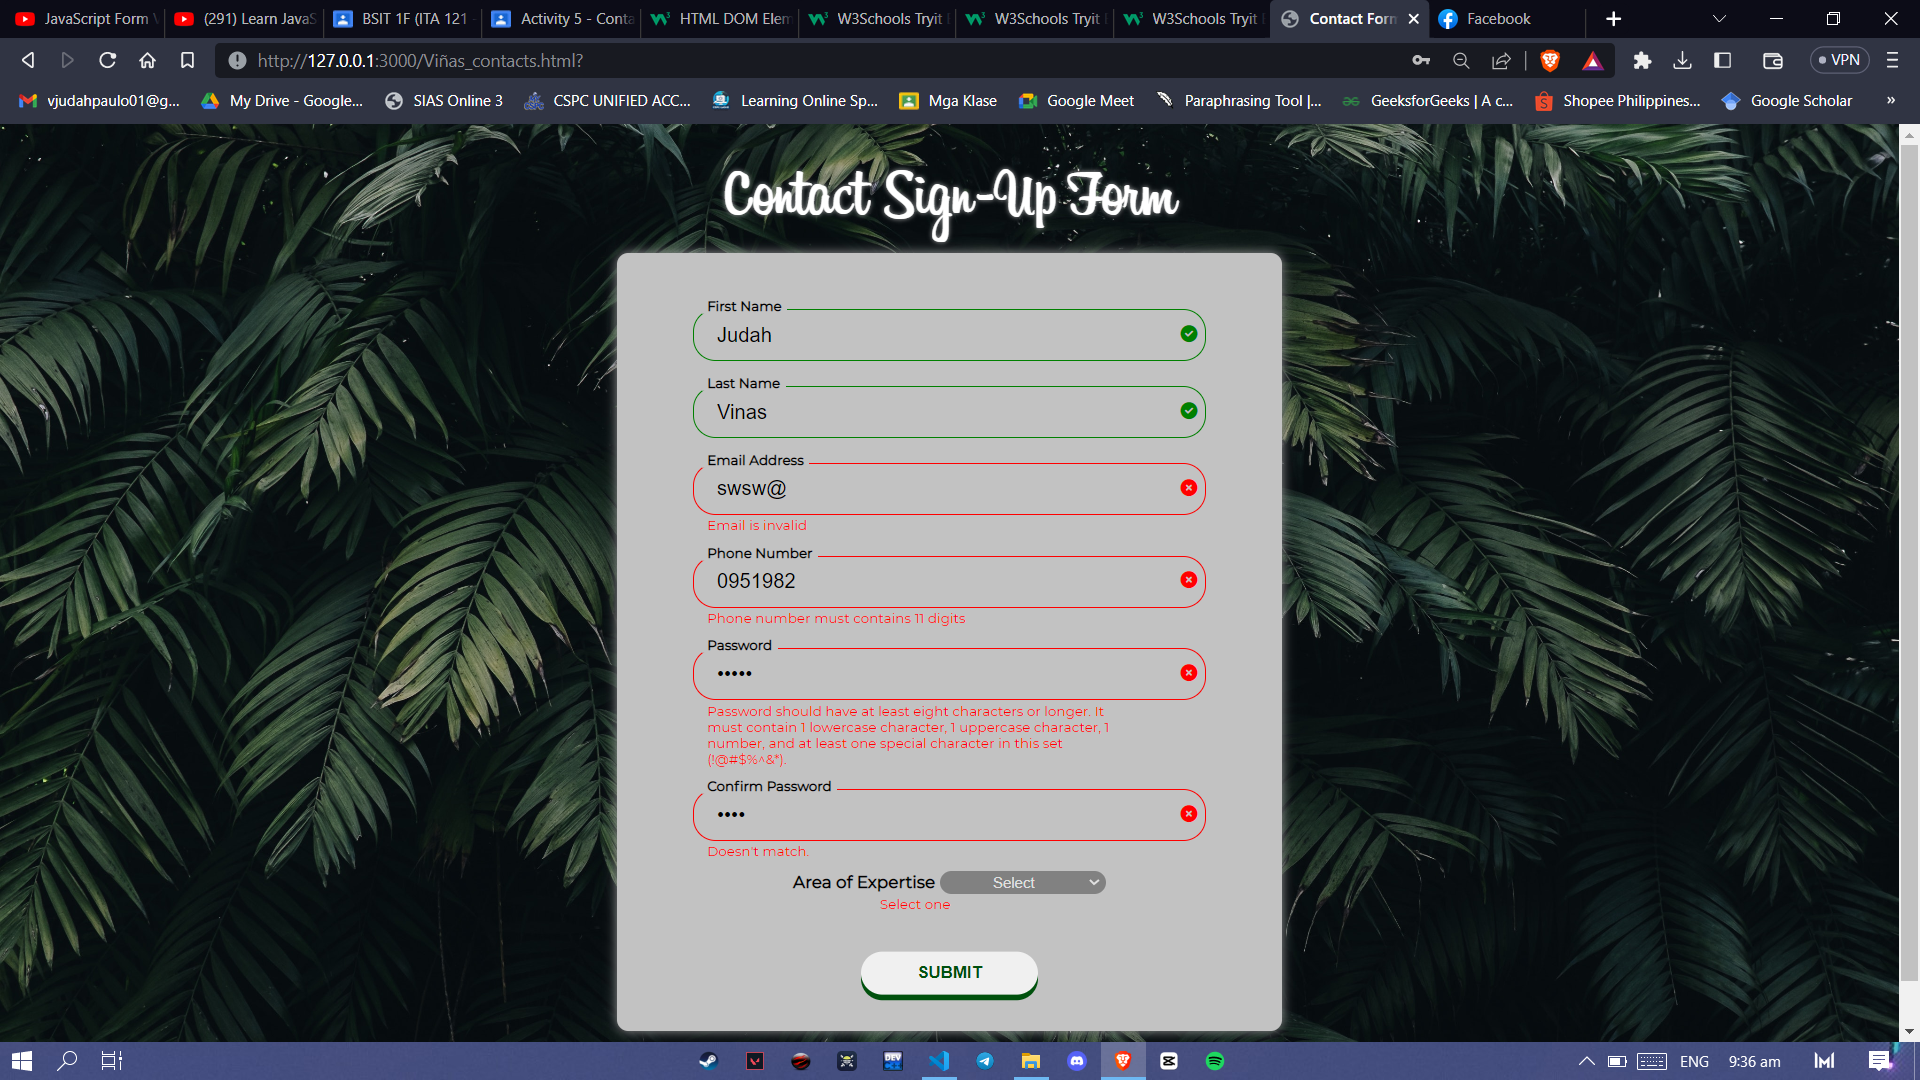 JavaScript Form V
(291) Learn JavaS
BSIT 1F (ITA 121 -
Activity 5 - Conta
HTML DOM Elem
W3Schools Tryit E
W3Schools Tryit E
W3Schools Tryit E
Contact Form
Facebook
http://127.0.0.1:3000/Viñas_contacts.html?
VPN
vjudahpaulo01@g...
My Drive - Google...
SIAS Online 3
CSPC UNIFIED ACC...
Learning Online Sp...
Mga Klase
Google Meet
Paraphrasing Tool |...
GeeksforGeeks | A c...
Shopee Philippines...
Google Scholar
»
Contact Sign-Up Form
First Name
Judah
Last Name
Vinas
Email Address
swsw@
Email is invalid
Phone Number
0951982
Phone number must contains 11 digits
Password
•••••
Password should have at least eight characters or longer. It
must contain 1 lowercase character, 1 uppercase character, 1
number, and at least one special character in this set
(!@#$%^&*).
Confirm Password
••••
Doesn't match.
Area of Expertise
Select
Select one
SUBMIT
DEV
ENG
9:36 am